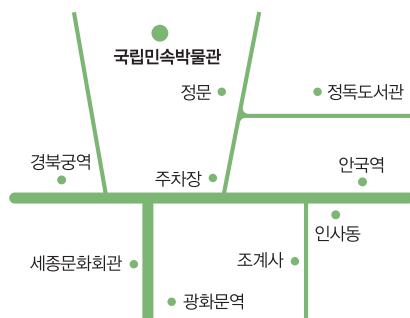 국립민속박물관
정문
정독도서관
경복궁역
주차장
안국역
인사동
세종문화회관
조계사
광화문역